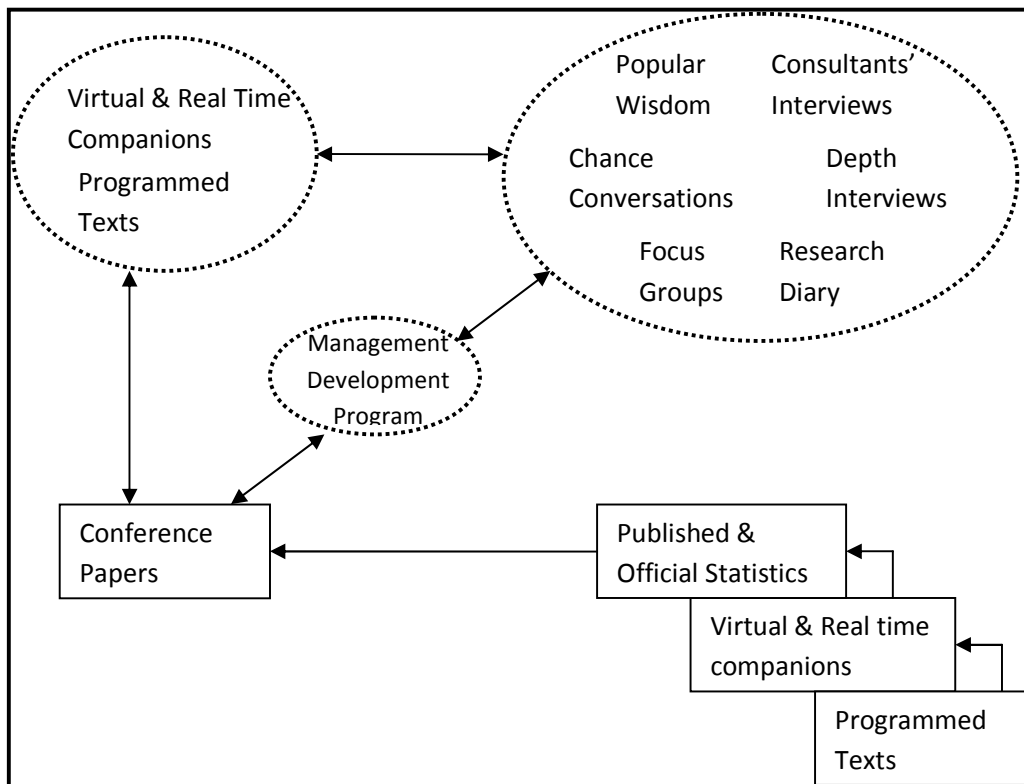 Virtual & Real Time
Companions
Programmed
Texts
Popular
Wisdom
Consultants’
Interviews
Chance
Conversations
Depth
Interviews
Focus
Groups
Research
Diary
Management
Development
Program
Conference
Papers
Published &
Official Statistics
Virtual & Real time
companions
Programmed
Texts